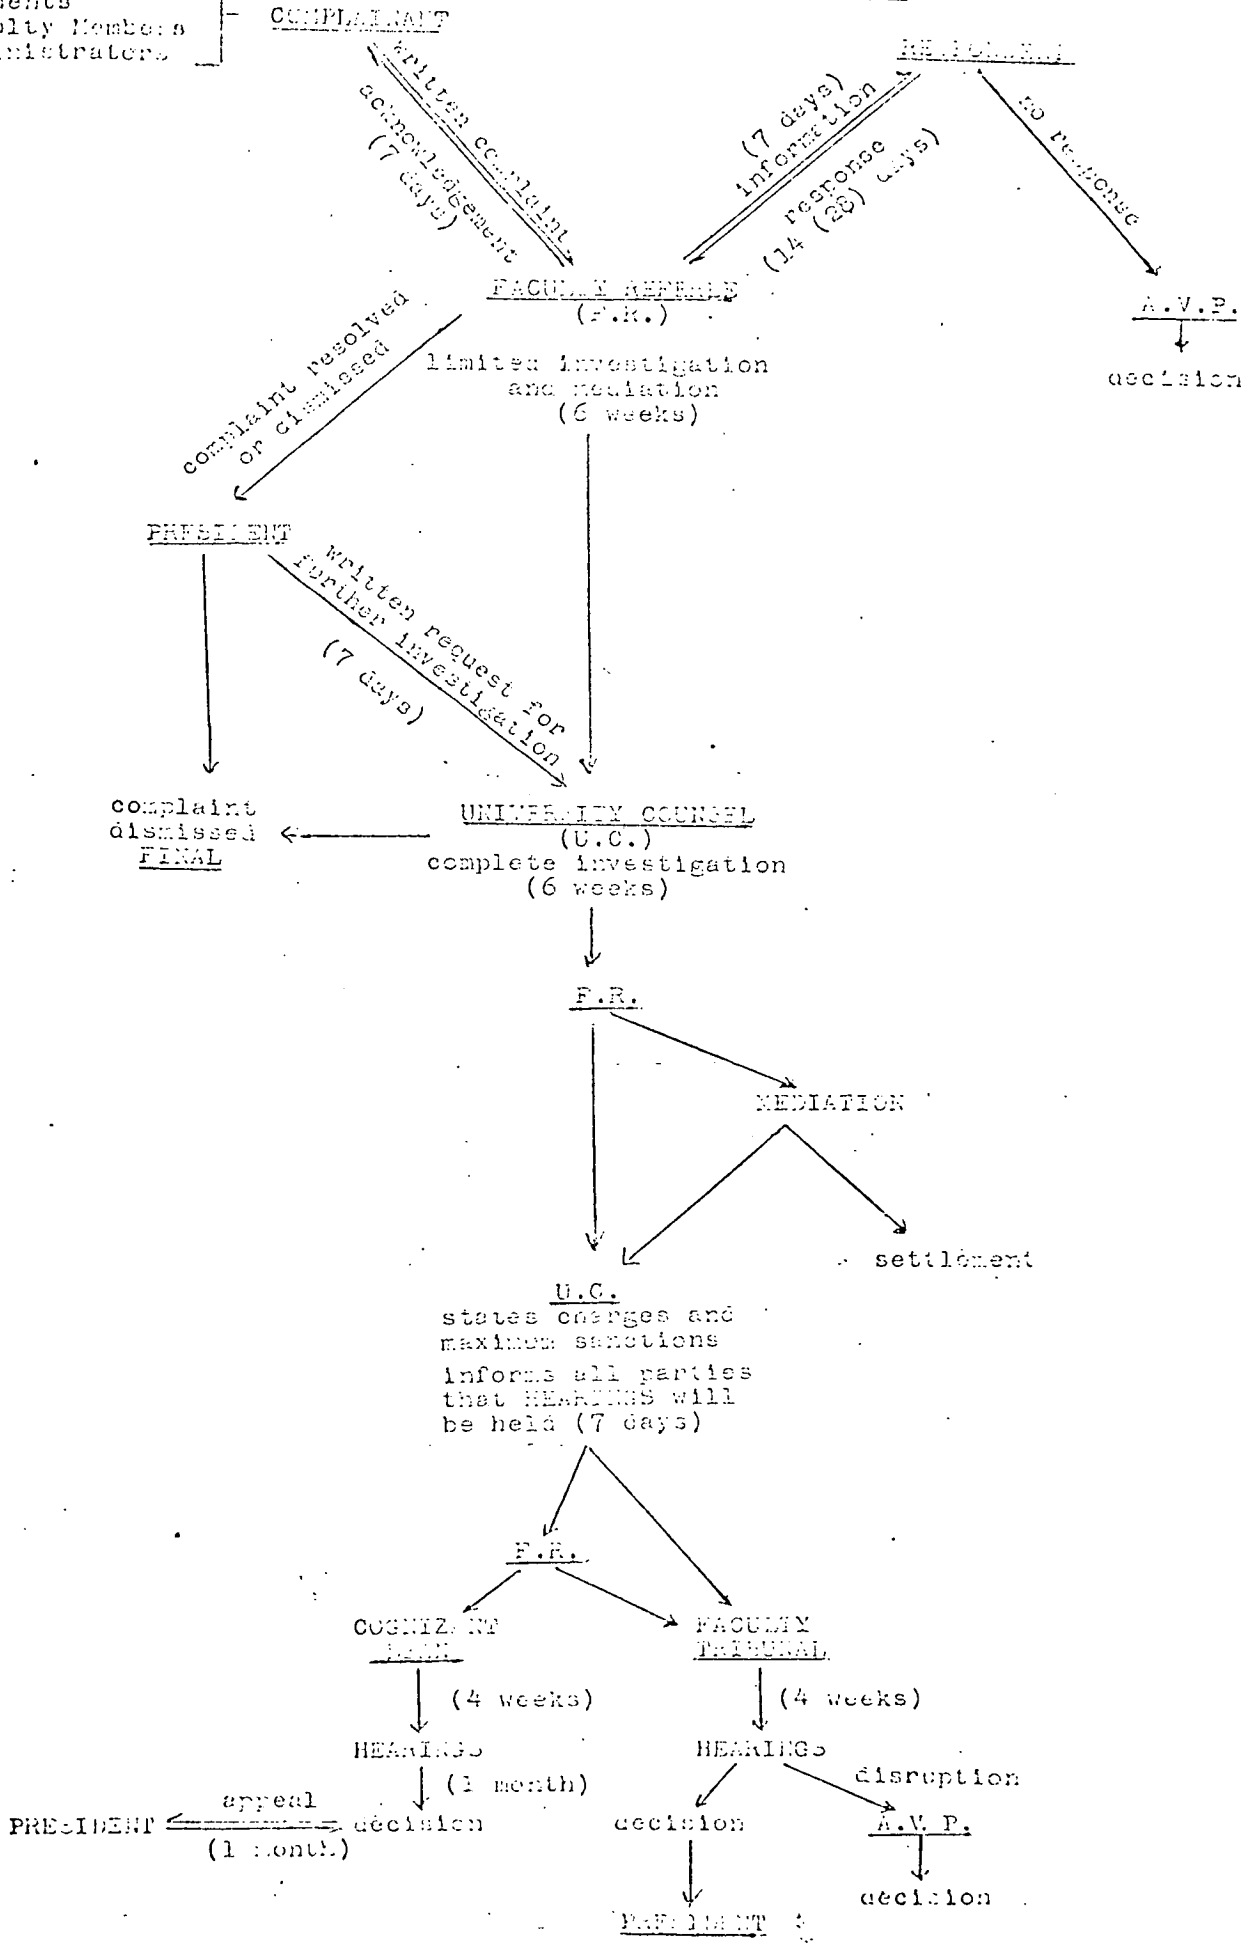 COMPLAINANT
written complaint
acknowledgement
(7 days)
(7 days)
information
response
(14 (28) days)
no response
FACULTY REFEREE
(F.R.)
A.V.P.
decision
limited investigation
and mediation
(6 weeks)
complaint resolved
or dismissed
PRESIDENT
written request for
further investigation
(7 days)
complaint
dismissed
FINAL
UNIVERSITY COUNSEL
(U.C.)
complete investigation
(6 weeks)
F.R.
MEDIATION
settlement
U.C.
states charges and
maximum sanctions
informs all parties
that HEARINGS will
be held (7 days)
F.R.
COGNIZANT
FACULTY
TRIBUNAL
(4 weeks)
(4 weeks)
HEARINGS
HEARINGS
(1 month)
disruption
appeal
PRESIDENT
decision
(1 month)
decision
A.V.P.
decision
PRESIDENT